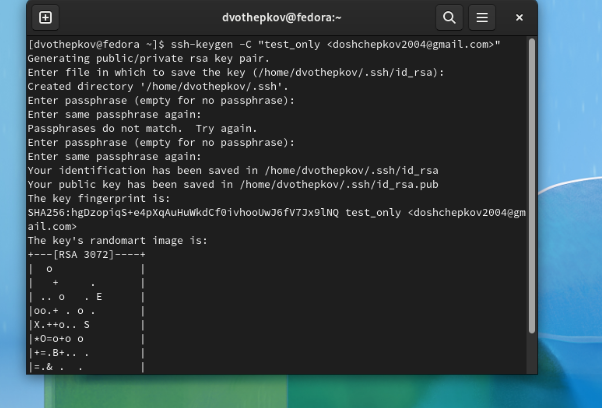 dvothepkov@fedora:~
[dvothepkov@fedora ~]$ ssh-keygen -C "test_only <doshchepkov2004@gmail.com>"
Generating public/private rsa key pair.
Enter file in which to save the key (/home/dvothepkov/.ssh/id_rsa):
Created directory '/home/dvothepkov/.ssh'.
Enter passphrase (empty for no passphrase):
Enter same passphrase again:
Passphrases do not match.  Try again.
Enter passphrase (empty for no passphrase):
Enter same passphrase again:
Your identification has been saved in /home/dvothepkov/.ssh/id_rsa
Your public key has been saved in /home/dvothepkov/.ssh/id_rsa.pub
The key fingerprint is:
SHA256:hgDzopiqS+e4pXqAuHuWkdCf0ivhooUwJ6fV7Jx9lNQ test_only <doshchepkov2004@gm
ail.com>
The key's randomart image is:
+---[RSA 3072]----+
|  o              |
|   +     .       |
| .. o   . E      |
|oo.+ . o .       |
|X.++o.. S        |
|*O=o+o o         |
|+=.B+.. .        |
|=.& .  .         |